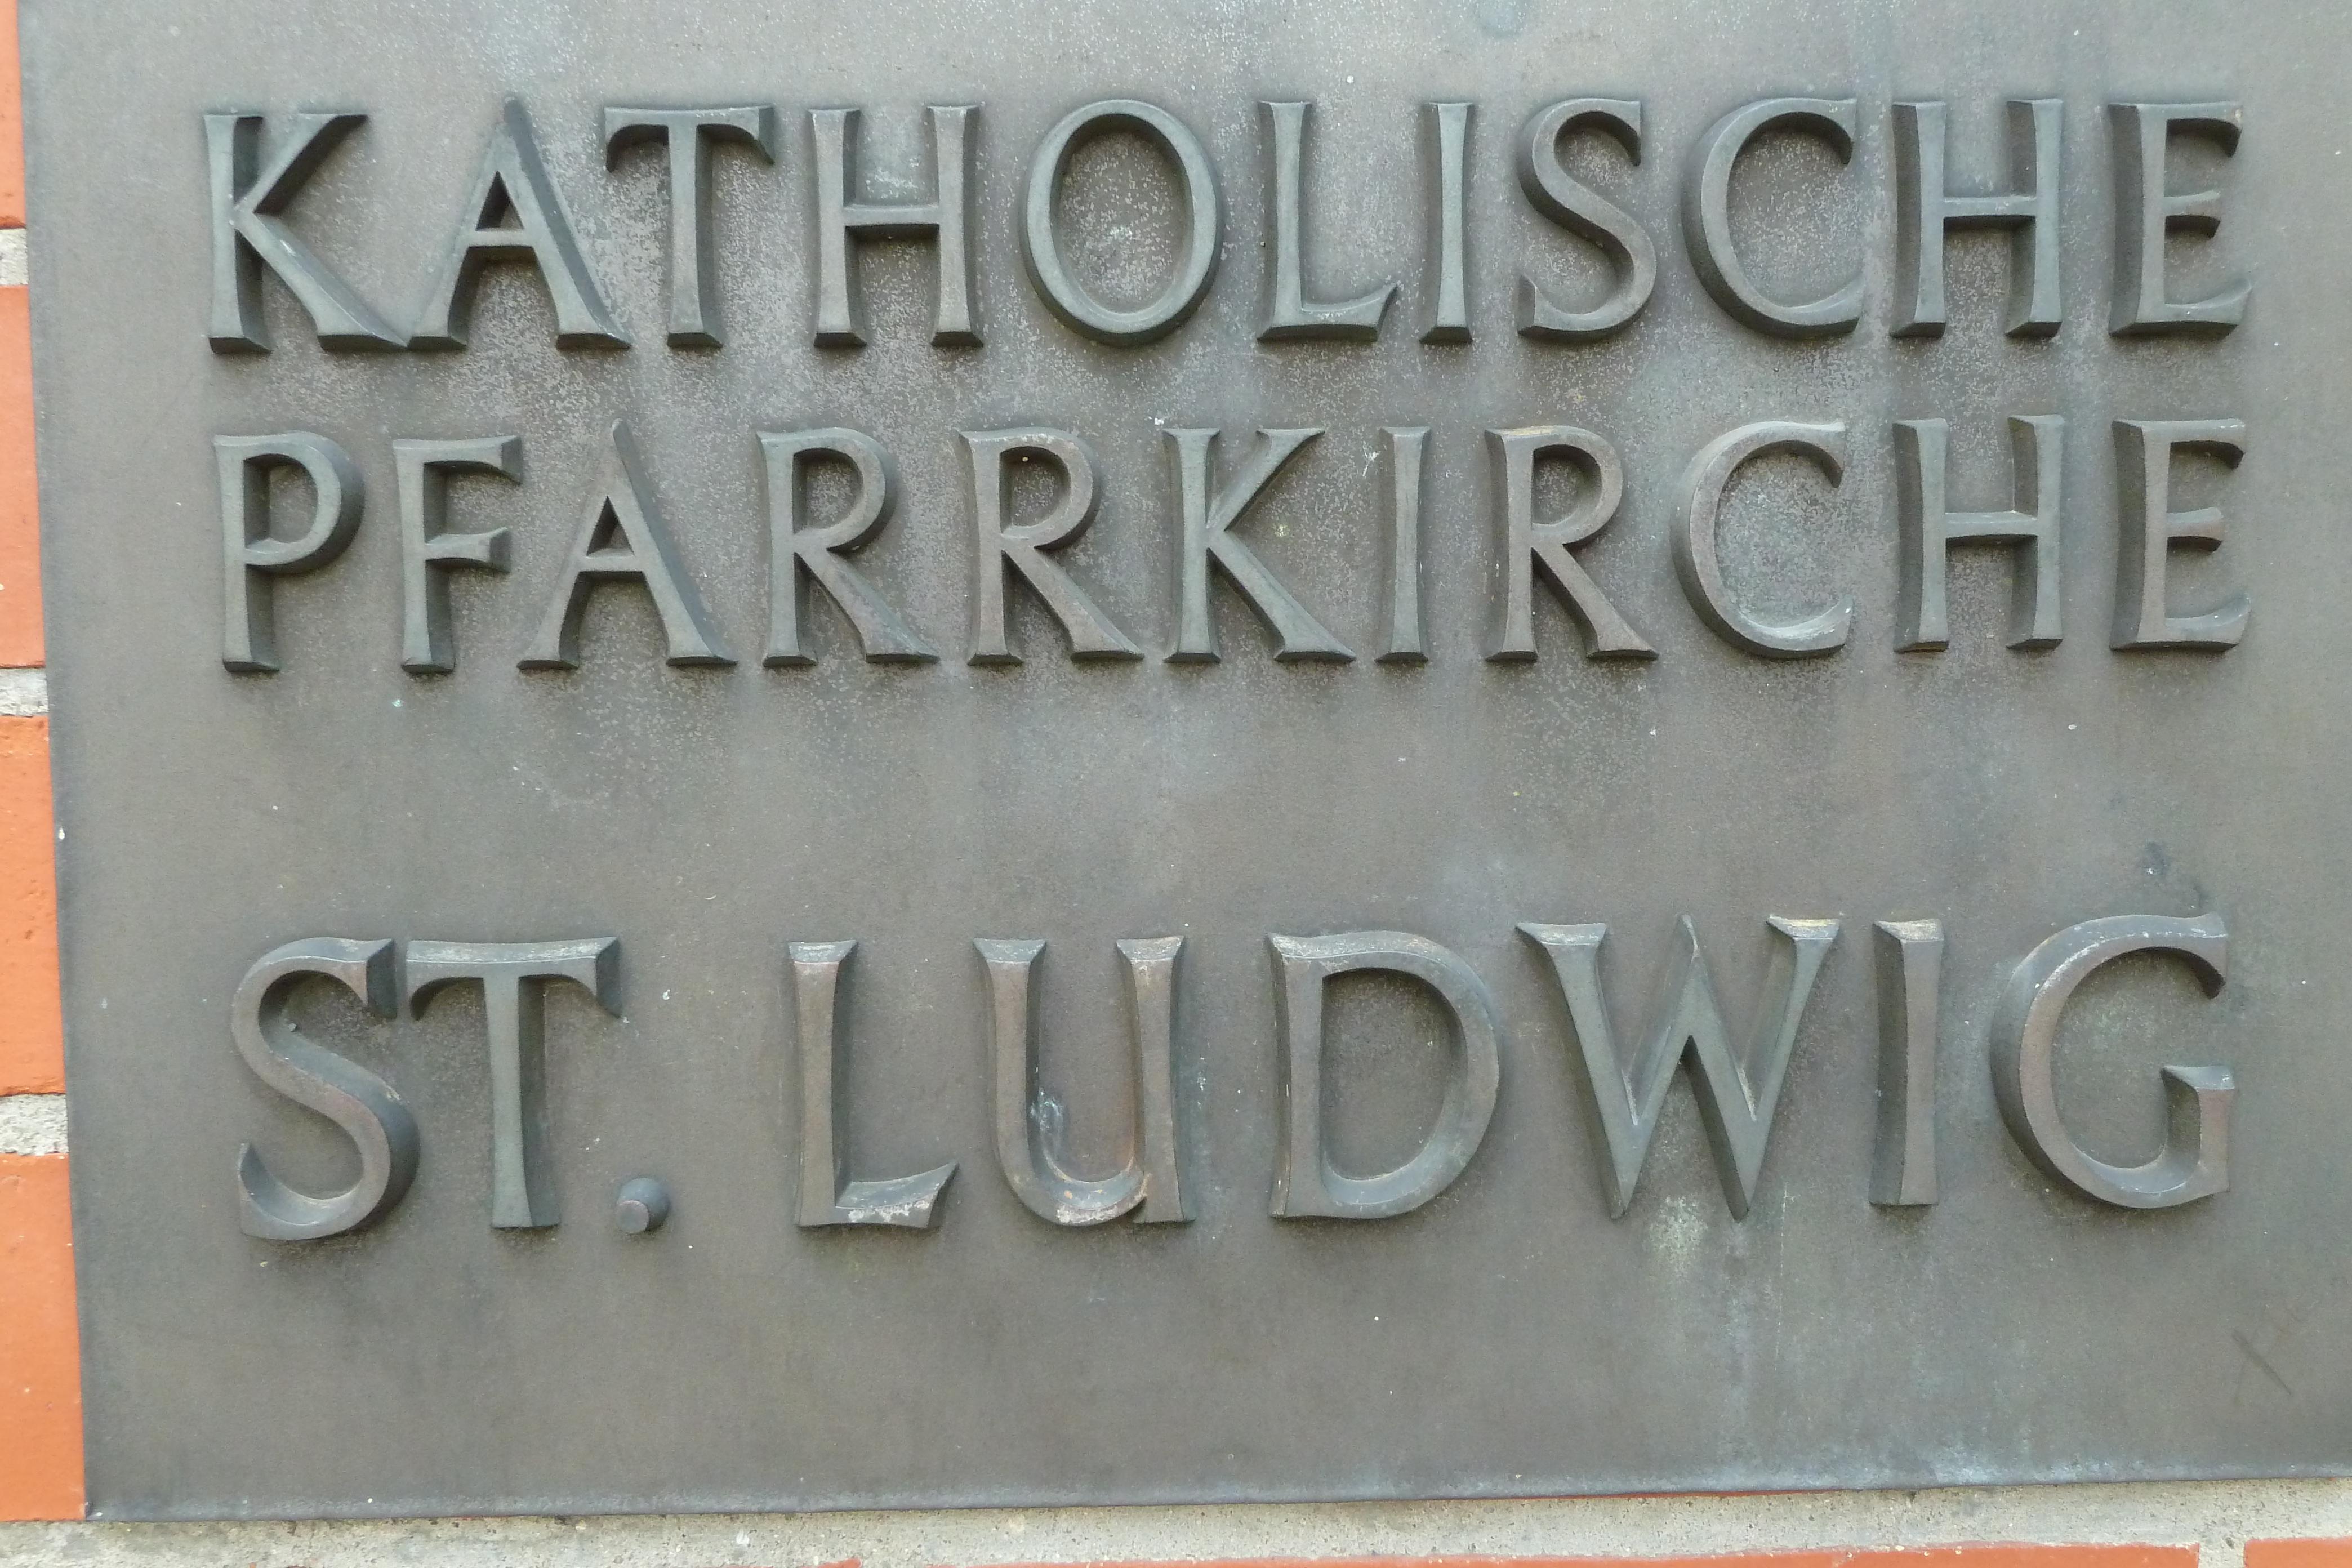 KATHOLISCHE
PFARRKIRCHE
ST. LUDWIG